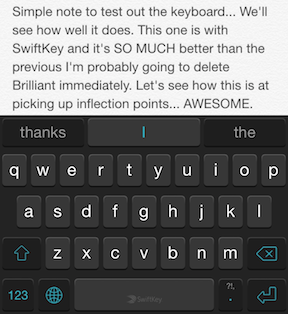 Simple note to test out the keyboard... We'll
see how well it does. This one is with
SwiftKey and it's SO MUCH better than the
previous I'm probably going to delete
Brilliant immediately. Let's see how this is at
picking up inflection points... AWESOME.
thanks I the
q w e r t y u i o p
a s d f g h j k l
z x c v b n m
?!,
123 SwiftKey .